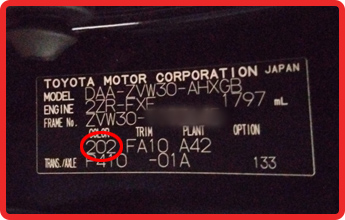 TOYOTA MOTOR CORPORATION JAPAN
MODEL DAA-ZVW30-AHXGB
ENGINE 2ZR-FXE 1797 mL
FRAME No. ZVW30-
COLOR TRIM PLANT OPTION
202 FA10 A42
TRANS./AXLE P410 -01A 133